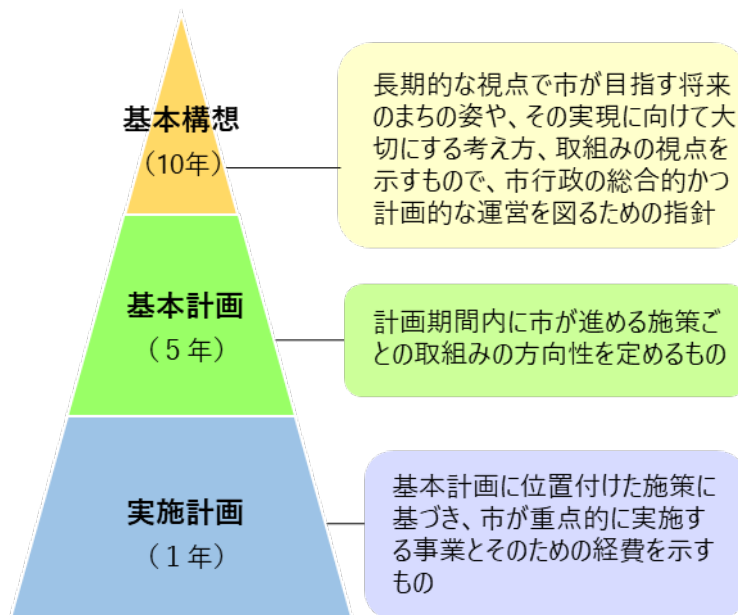 基本構想
（10年）
長期的な視点で市が目指す将来
のまちの姿や、その実現に向けて大
切にする考え方、取組みの視点を
示すもので、市行政の総合的かつ
計画的な運営を図るための指針
基本計画
（５年）
計画期間内に市が進める施策ご
との取組みの方向性を定めるもの
実施計画
（１年）
基本計画に位置付けた施策に
基づき、市が重点的に実施す
る事業とそのための経費を示す
もの